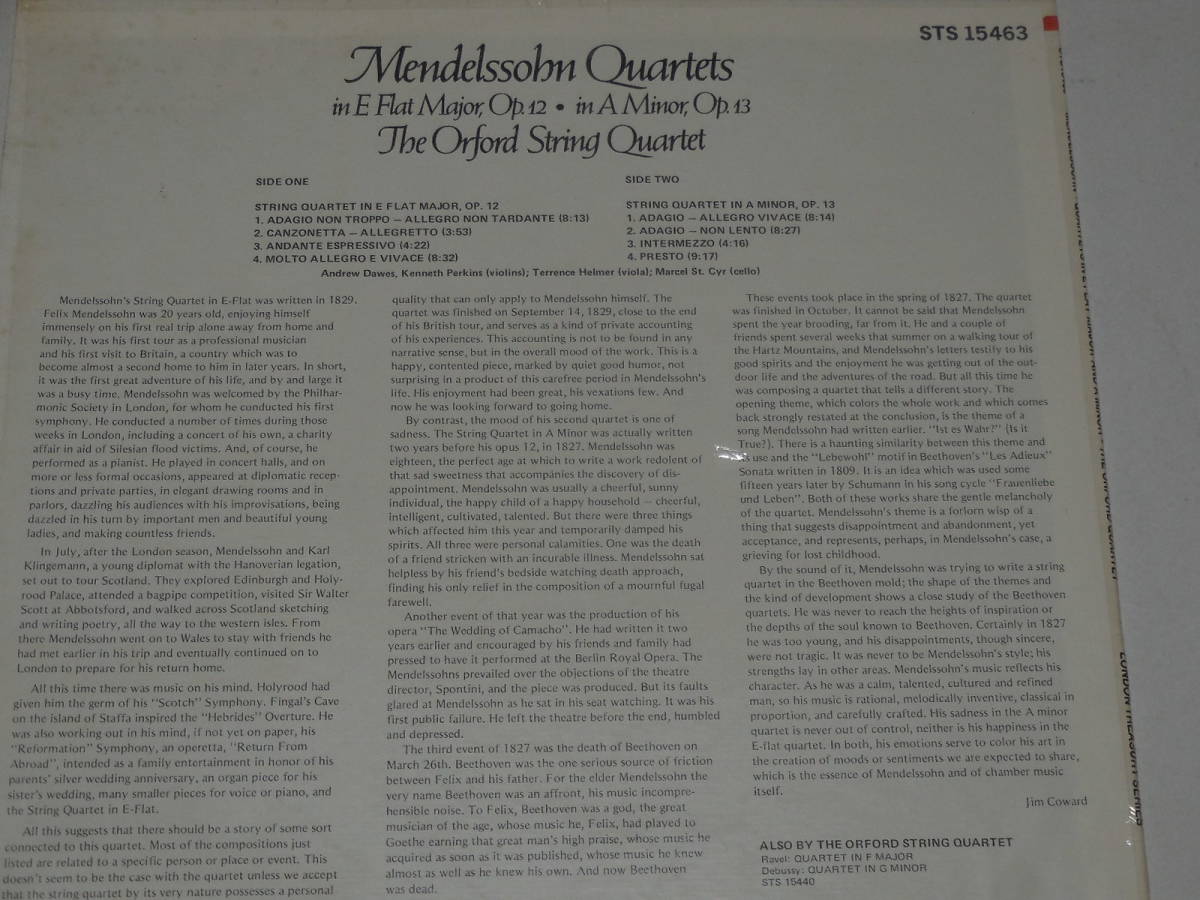 STS 15463
Mendelssohn Quartets
in E Flat Major, Op. 12 • in A Minor, Op. 13
The Orford String Quartet
SIDE ONE
STRING QUARTET IN E FLAT MAJOR, OP. 12
1. ADAGIO NON TROPPO – ALLEGRO NON TARDANTE (8:13)
2. CANZONETTA – ALLEGRETTO (3:53)
3. ANDANTE ESPRESSIVO (4:22)
4. MOLTO ALLEGRO E VIVACE (8:32)
SIDE TWO
STRING QUARTET IN A MINOR, OP. 13
1. ADAGIO – ALLEGRO VIVACE (8:14)
2. ADAGIO – NON LENTO (8:27)
3. INTERMEZZO (4:16)
4. PRESTO (9:17)
Andrew Dawes, Kenneth Perkins (violins); Terrence Helmer (viola); Marcel St. Cyr (cello)
Mendelssohn's String Quartet in E-Flat was written in 1829.
Felix Mendelssohn was 20 years old, enjoying himself
immensely on his first real trip alone away from home and
family. It was his first tour as a professional musician
and his first visit to Britain, a country which was to
become almost a second home to him in later years. In short,
it was the first great adventure of his life, and by and large it
was a busy time. Mendelssohn was welcomed by the Philhar-
monic Society in London, for whom he conducted his first
symphony. He conducted a number of times during those
weeks in London, including a concert of his own, a charity
affair in aid of Silesian flood victims. And, of course, he
performed as a pianist. He played in concert halls, and on
more or less formal occasions, appeared at diplomatic recep-
tions and private parties, in elegant drawing rooms and in
parlors, dazzling his audiences with his improvisations, being
dazzled in his turn by important men and beautiful young
ladies, and making countless friends.
In July, after the London season, Mendelssohn and Karl
Klingemann, a young diplomat with the Hanoverian legation,
set out to tour Scotland. They explored Edinburgh and Holy-
rood Palace, attended a bagpipe competition, visited Sir Walter
Scott at Abbotsford, and walked across Scotland sketching
and writing poetry, all the way to the western isles. From
there Mendelssohn went on to Wales to stay with friends he
had met earlier in his trip and eventually continued on to
London to prepare for his return home.
All this time there was music on his mind. Holyrood had
given him the germ of his "Scotch" Symphony. Fingal's Cave
on the island of Staffa inspired the "Hebrides" Overture. He
was also working out in his mind, if not yet on paper, his
"Reformation" Symphony, an operetta, "Return From
Abroad", intended as a family entertainment in honor of his
parents' silver wedding anniversary, an organ piece for his
sister's wedding, many smaller pieces for voice or piano, and
the String Quartet in E-Flat.
All this suggests that there should be a story of some sort
connected to this quartet. Most of the compositions just
listed are related to a specific person or place or event. This
doesn't seem to be the case with the quartet unless we accept
that the string quartet by its very nature possesses a personal
quality that can only apply to Mendelssohn himself. The
quartet was finished on September 14, 1829, close to the end
of his British tour, and serves as a kind of private accounting
of his experiences. This accounting is not to be found in any
narrative sense, but in the overall mood of the work. This is a
happy, contented piece, marked by quiet good humor, not
surprising in a product of this carefree period in Mendelssohn's
life. His enjoyment had been great, his vexations few. And
now he was looking forward to going home.
By contrast, the mood of his second quartet is one of
sadness. The String Quartet in A Minor was actually written
two years before his opus 12, in 1827. Mendelssohn was
eighteen, the perfect age at which to write a work redolent of
that sad sweetness that accompanies the discovery of dis-
appointment. Mendelssohn was usually a cheerful, sunny
individual, the happy child of a happy household – cheerful,
intelligent, cultivated, talented. But there were three things
which affected him this year and temporarily damped his
spirits. All three were personal calamities. One was the death
of a friend stricken with an incurable illness. Mendelssohn sat
helpless by his friend's bedside watching death approach,
finding his only relief in the composition of a mournful fugal
farewell.
Another event of that year was the production of his
opera "The Wedding of Camacho". He had written it two
years earlier and encouraged by his friends and family had
pressed to have it performed at the Berlin Royal Opera. The
Mendelssohns prevailed over the objections of the theatre
director, Spontini, and the piece was produced. But its faults
glared at Mendelssohn as he sat in his seat watching. It was his
first public failure. He left the theatre before the end, humbled
and depressed.
The third event of 1827 was the death of Beethoven on
March 26th. Beethoven was the one serious source of friction
between Felix and his father. For the elder Mendelssohn the
very name Beethoven was an affront, his music incompre-
hensible noise. To Felix, Beethoven was a god, the great
musician of the age, whose music he, Felix, had played to
Goethe earning that great man's high praise, whose music he
acquired as soon as it was published, whose music he knew
almost as well as he knew his own. And now Beethoven
was dead.
These events took place in the spring of 1827. The quartet
was finished in October. It cannot be said that Mendelssohn
spent the year brooding, far from it. He and a couple of
friends spent several weeks that summer on a walking tour of
the Hartz Mountains, and Mendelssohn's letters testify to his
good spirits and the enjoyment he was getting out of the out-
door life and the adventures of the road. But all this time he
was composing a quartet that tells a different story. The
opening theme, which colors the whole work and which comes
back strongly restated at the conclusion, is the theme of a
song Mendelssohn had written earlier. "Ist es Wahr?" (Is it
True?). There is a haunting similarity between this theme and
its use and the "Lebewohl" motif in Beethoven's "Les Adieux"
Sonata written in 1809. It is an idea which was used some
fifteen years later by Schumann in his song cycle "Frauenliebe
und Leben". Both of these works share the gentle melancholy
of the quartet. Mendelssohn's theme is a forlorn wisp of a
thing that suggests disappointment and abandonment, yet
acceptance, and represents, perhaps, in Mendelssohn's case, a
grieving for lost childhood.
By the sound of it, Mendelssohn was trying to write a string
quartet in the Beethoven mold; the shape of the themes and
the kind of development shows a close study of the Beethoven
quartets. He was never to reach the heights of inspiration or
the depths of the soul known to Beethoven. Certainly in 1827
he was too young, and his disappointments, though sincere,
were not tragic. It was never to be Mendelssohn's style; his
strengths lay in other areas. Mendelssohn's music reflects his
character. As he was a calm, talented, cultured and refined
man, so his music is rational, melodically inventive, classical in
proportion, and carefully crafted. His sadness in the A minor
quartet is never out of control, neither is his happiness in the
E-flat quartet. In both, his emotions serve to color his art in
the creation of moods or sentiments we are expected to share,
which is the essence of Mendelssohn and of chamber music
itself.
Jim Coward
ALSO BY THE ORFORD STRING QUARTET
Ravel: QUARTET IN F MAJOR
Debussy: QUARTET IN G MINOR
STS 15440
LONDON TREASURY SERIES